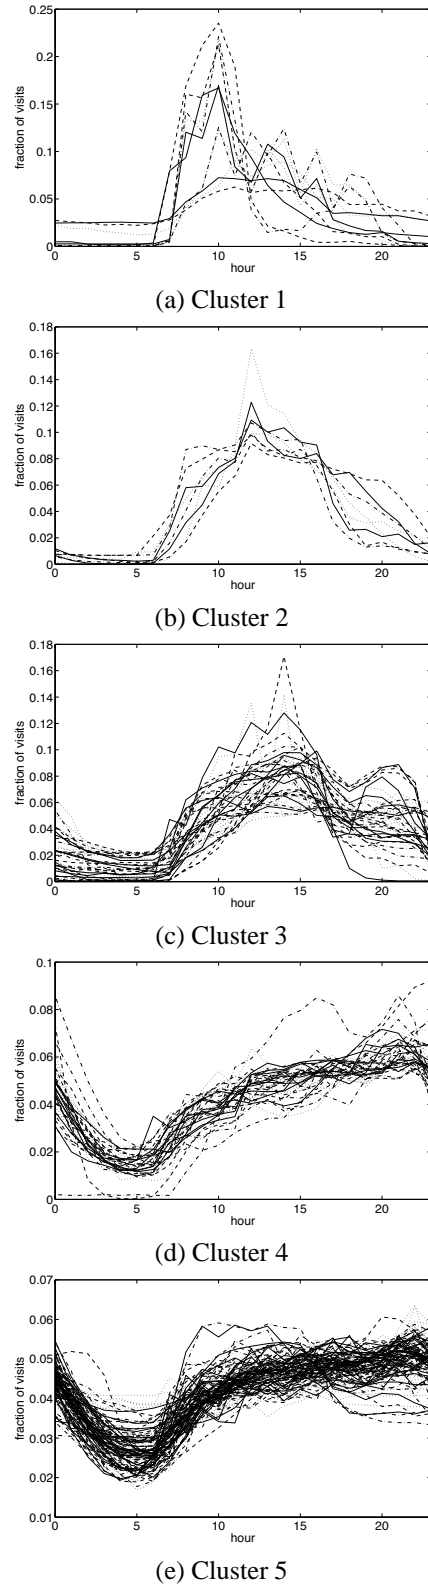 0.25
0.2
0.15
0.1
0.05
0
fraction of visits
0 5 10 15 20
hour
(a) Cluster 1
0.18
0.16
0.14
0.12
0.1
0.08
0.06
0.04
0.02
0
fraction of visits
0 5 10 15 20
hour
(b) Cluster 2
0.18
0.16
0.14
0.12
0.1
0.08
0.06
0.04
0.02
0
fraction of visits
0 5 10 15 20
hour
(c) Cluster 3
0.1
0.08
0.06
0.04
0.02
0
fraction of visits
0 5 10 15 20
hour
(d) Cluster 4
0.07
0.06
0.05
0.04
0.03
0.02
0.01
fraction of visits
0 5 10 15 20
hour
(e) Cluster 5